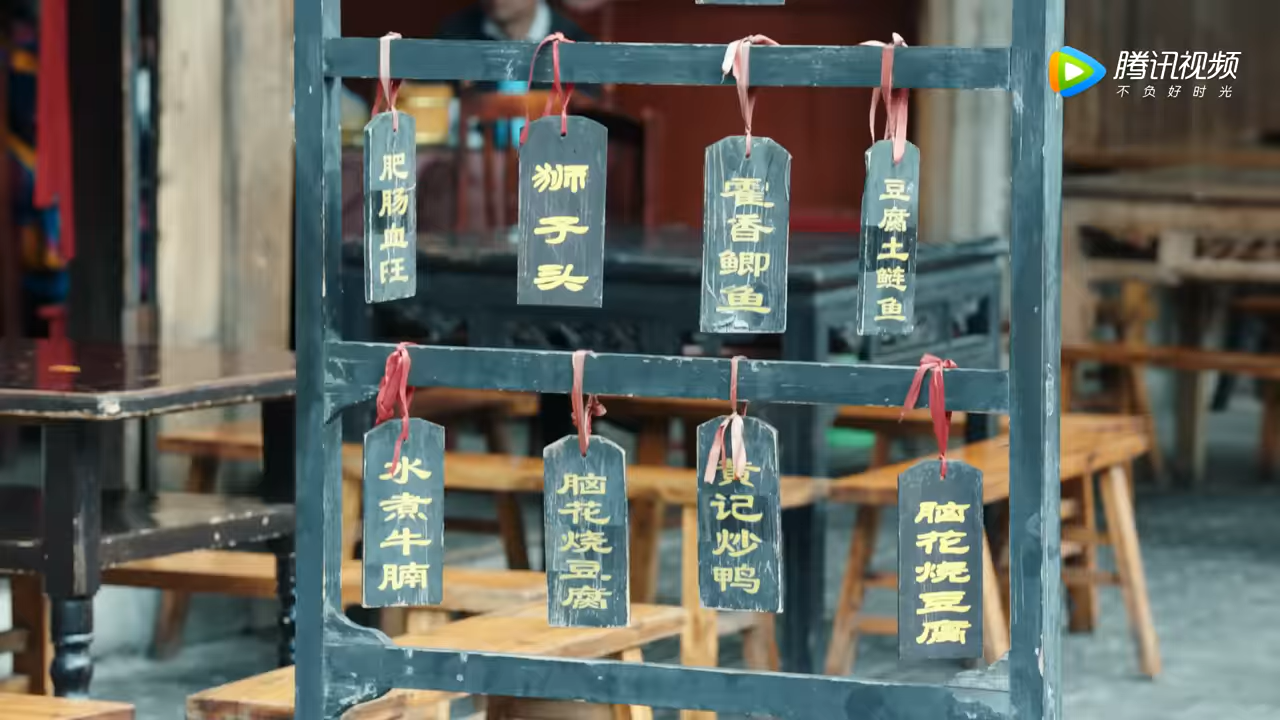 腾讯视频
不负好时光
肥肠血旺
狮子头
霍香鲫鱼
豆腐土鲢鱼
水煮牛腩
脑花烧豆腐
黄记炒鸭
脑花烧豆腐